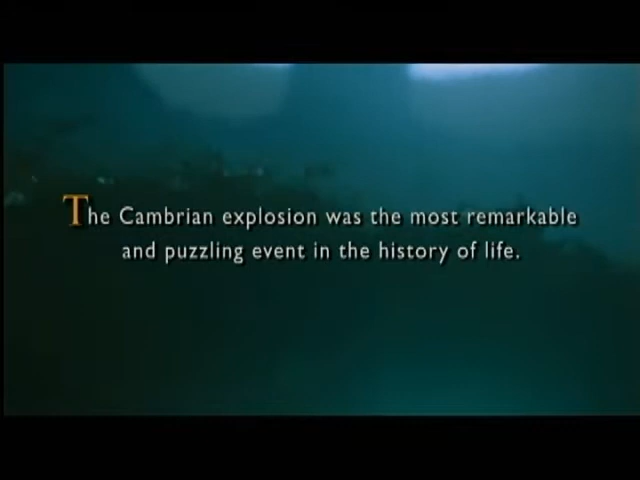 The Cambrian explosion was the most remarkable
and puzzling event in the history of life.